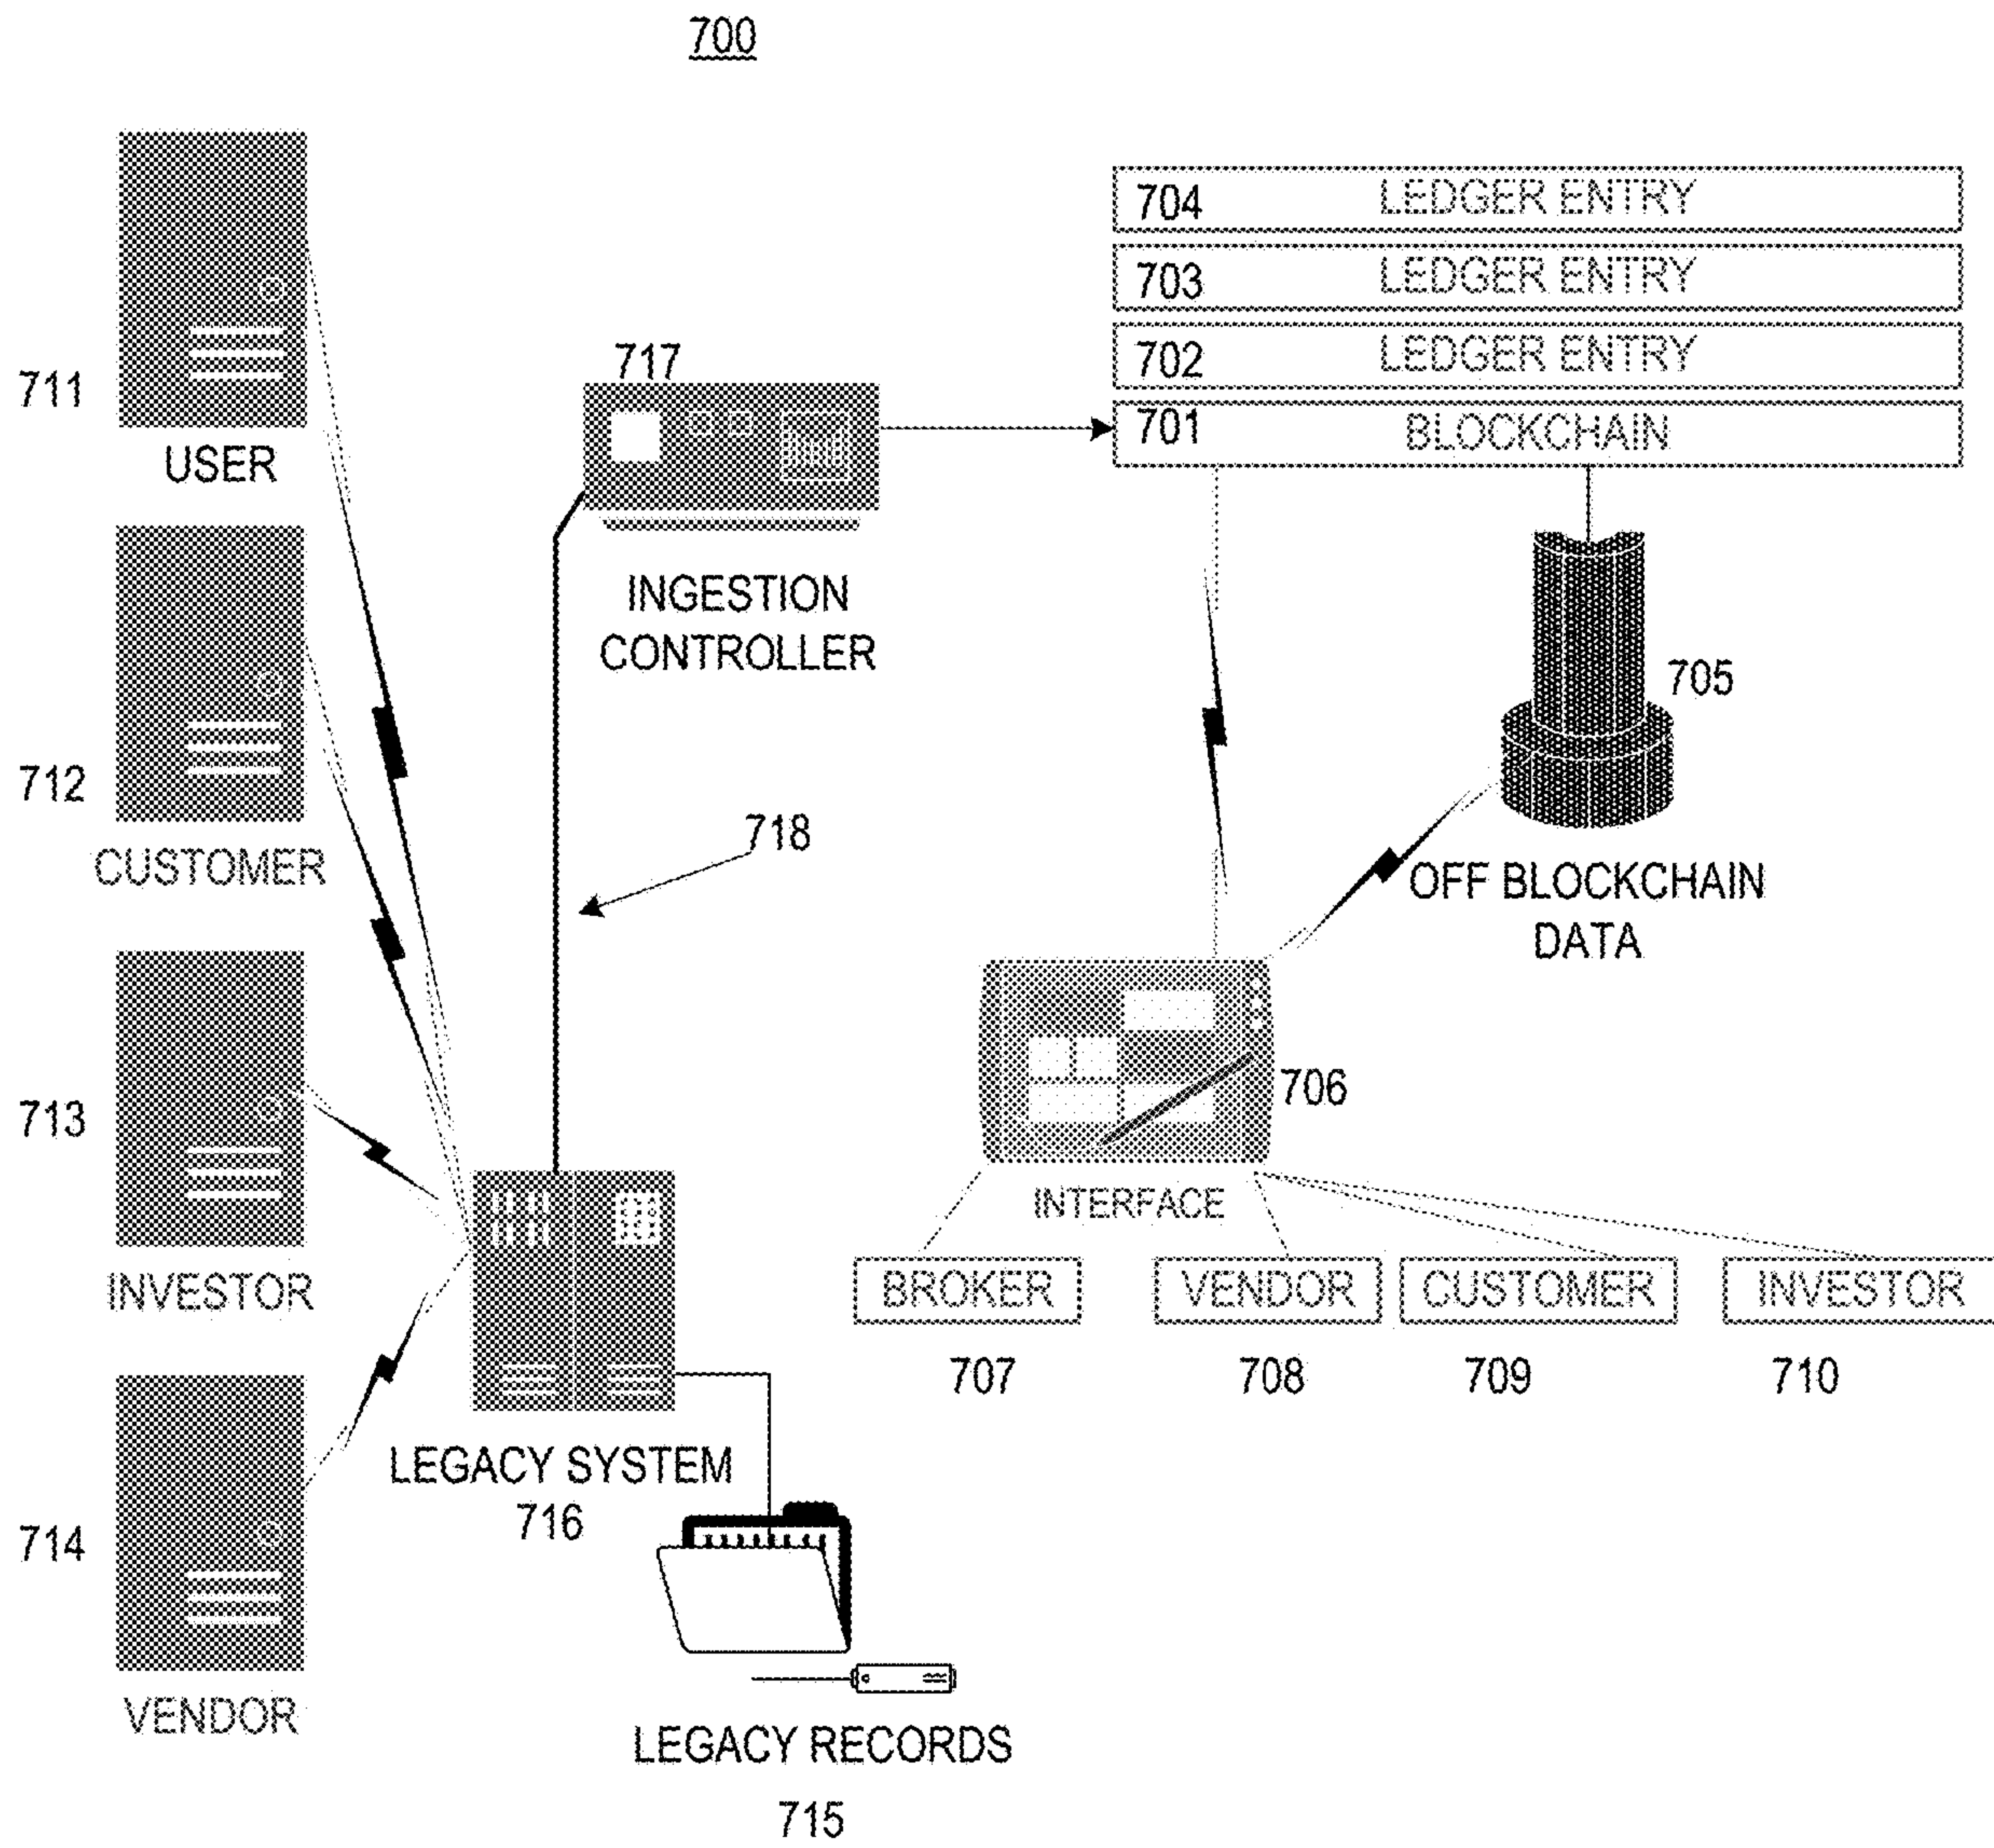 700
704 LEDGER ENTRY
703 LEDGER ENTRY
702 LEDGER ENTRY
701 BLOCKCHAIN
717
INGESTION
CONTROLLER
711
USER
712
CUSTOMER
713
INVESTOR
714
VENDOR
718
705
OFF BLOCKCHAIN
DATA
706
INTERFACE
BROKER VENDOR CUSTOMER INVESTOR
707 708 709 710
LEGACY SYSTEM
716
LEGACY RECORDS
715